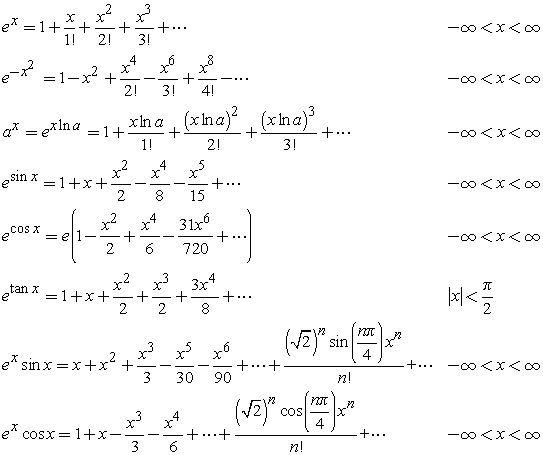 e^x = 1 + x/1! + x^2/2! + x^3/3! + ⋯   −∞ < x < ∞
e^(−x^2) = 1 − x^2 + x^4/2! − x^6/3! + x^8/4! − ⋯   −∞ < x < ∞
a^x = e^(x ln a) = 1 + x ln a/1! + (x ln a)^2/2! + (x ln a)^3/3! + ⋯   −∞ < x < ∞
e^(sin x) = 1 + x + x^2/2 − x^4/8 − x^5/15 + ⋯   −∞ < x < ∞
e^(cos x) = e(1 − x^2/2 + x^4/6 − 31x^6/720 + ⋯)   −∞ < x < ∞
e^(tan x) = 1 + x + x^2/2 + x^3/2 + 3x^4/8 + ⋯   |x| < π/2
e^x sin x = x + x^2 + x^3/3 − x^5/30 − x^6/90 + ⋯ + (√2)^n sin(nπ/4) x^n/n! + ⋯   −∞ < x < ∞
e^x cos x = 1 + x − x^3/3 − x^4/6 + ⋯ + (√2)^n cos(nπ/4) x^n/n! + ⋯   −∞ < x < ∞